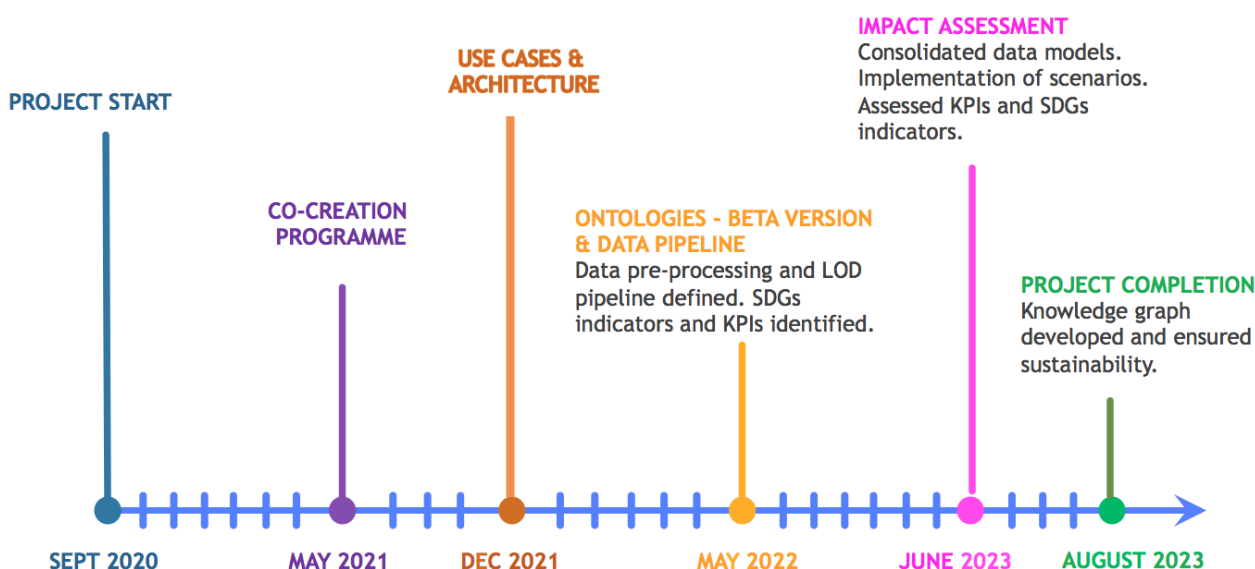 PROJECT START
SEPT 2020
CO-CREATION
PROGRAMME
MAY 2021
USE CASES &
ARCHITECTURE
DEC 2021
ONTOLOGIES - BETA VERSION
& DATA PIPELINE
Data pre-processing and LOD
pipeline defined. SDGs
indicators and KPIs identified.
MAY 2022
IMPACT ASSESSMENT
Consolidated data models.
Implementation of scenarios.
Assessed KPIs and SDGs
indicators.
JUNE 2023
PROJECT COMPLETION
Knowledge graph
developed and ensured
sustainability.
AUGUST 2023